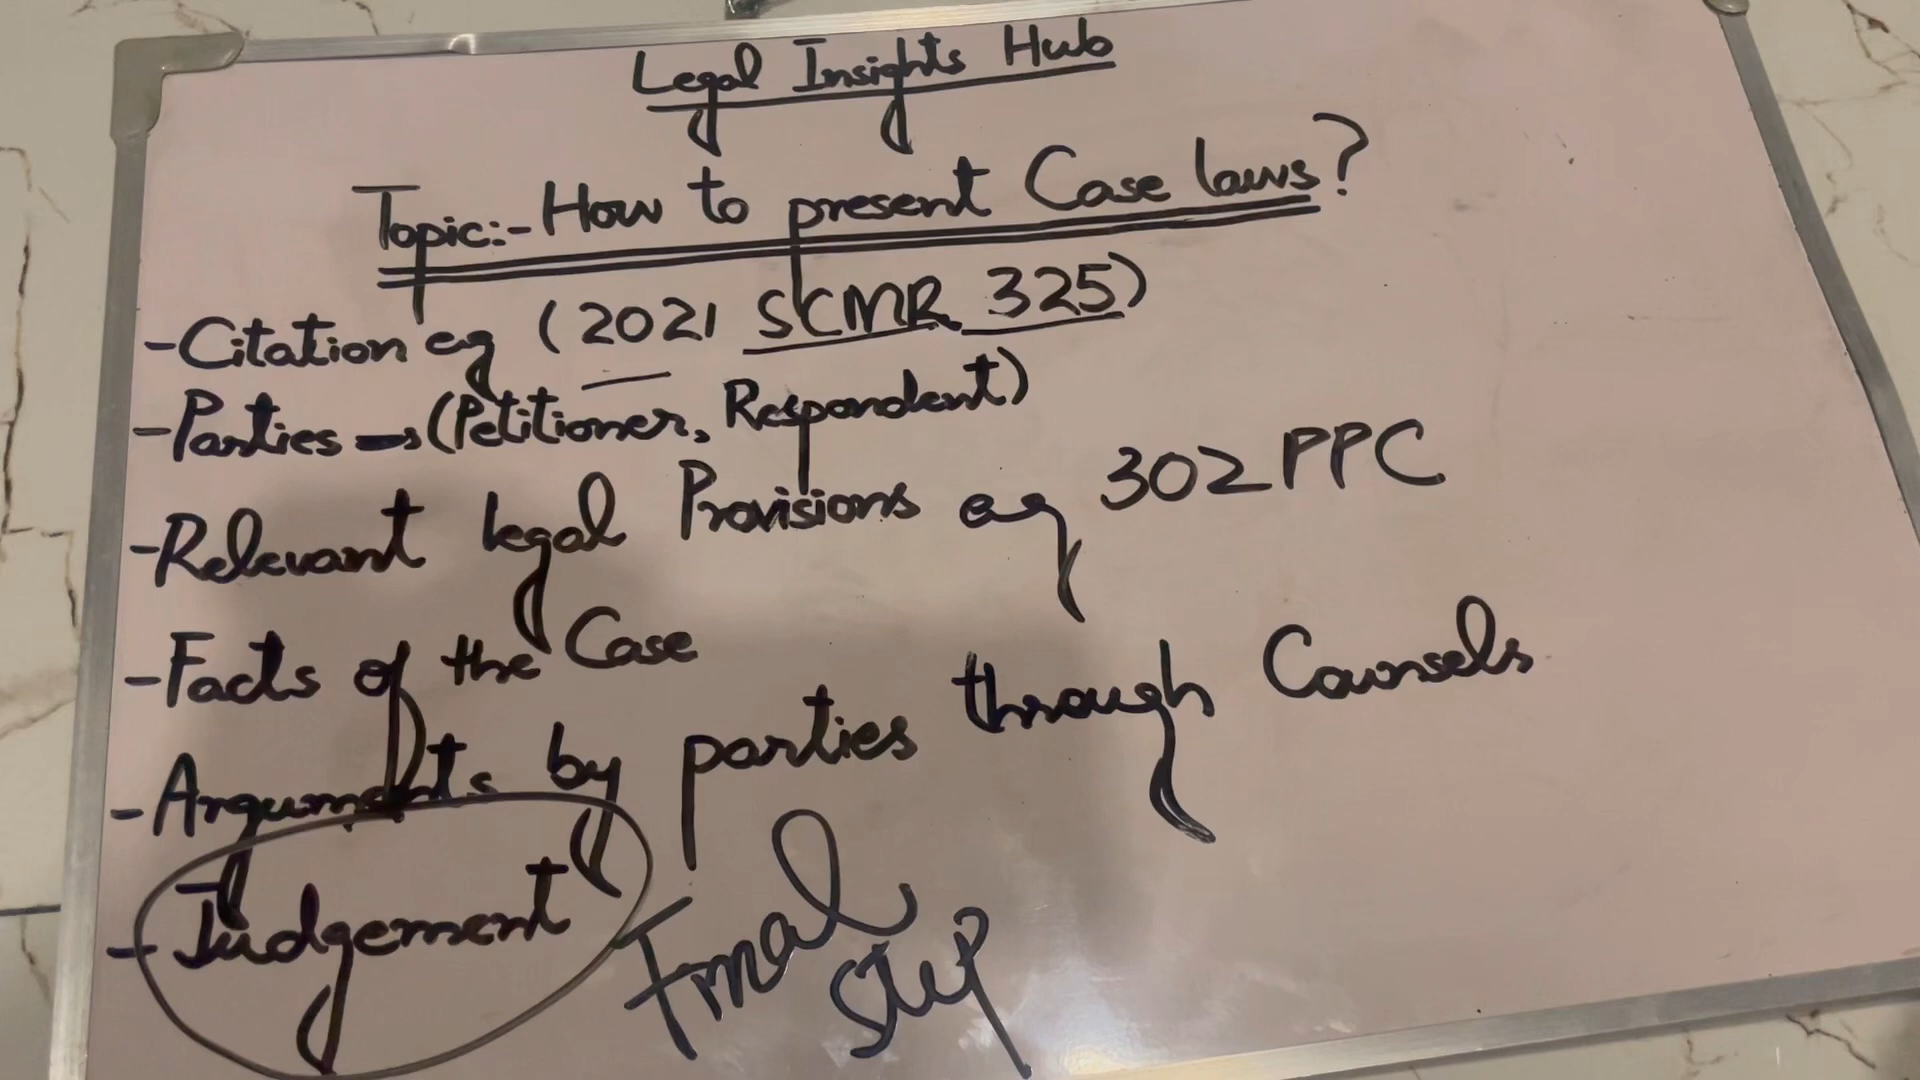 Legal Insights Hub
Topic:- How to present Case laws?
- Citation eg (2021 SCMR 325)
- Parties → (Petitioner, Respondent)
- Relevant legal Provisions eg 302 PPC
- Facts of the Case
- Arguments by parties through Counsels
- Judgement
Final
Step